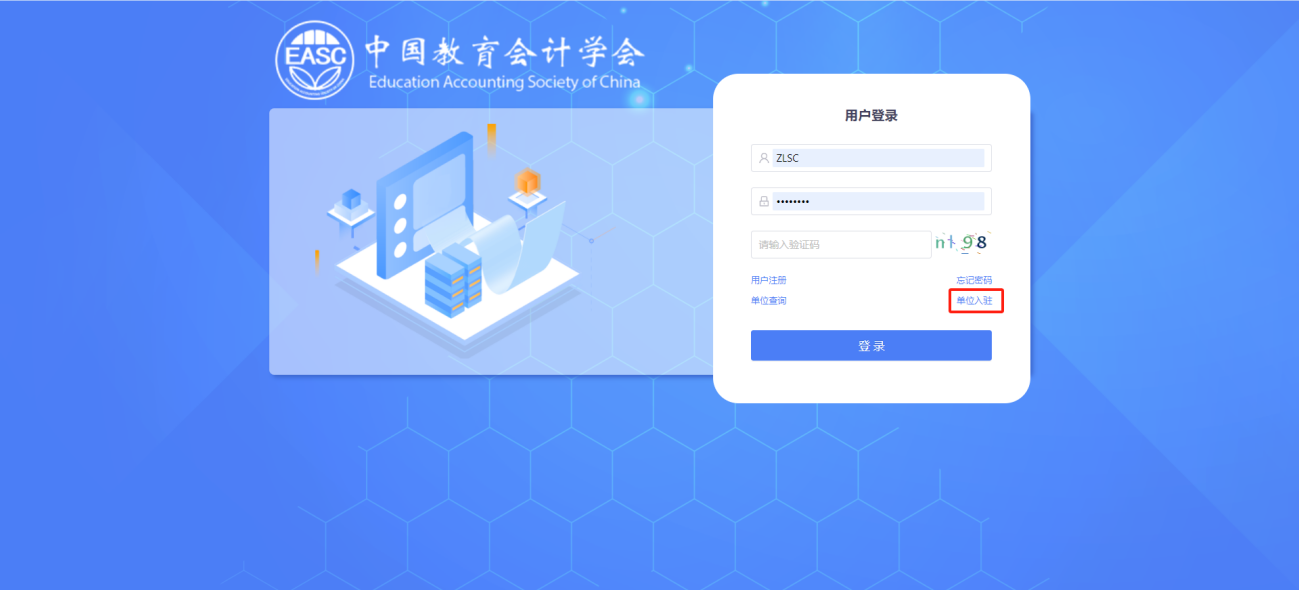 EASC
中国教育会计学会
Education Accounting Society of China
用户登录
ZLSC
••••••••
请输入验证码
用户注册 忘记密码
单位查询 单位入驻
登录